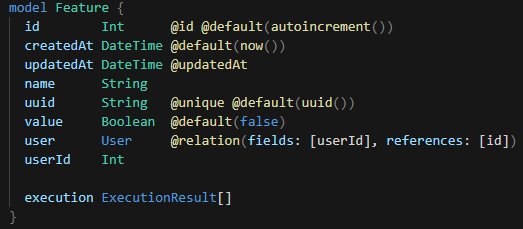 model Feature {
  id        Int      @id @default(autoincrement())
  createdAt DateTime @default(now())
  updatedAt DateTime @updatedAt
  name      String
  uuid      String   @unique @default(uuid())
  value     Boolean  @default(false)
  user      User     @relation(fields: [userId], references: [id])
  userId    Int

  execution ExecutionResult[]
}